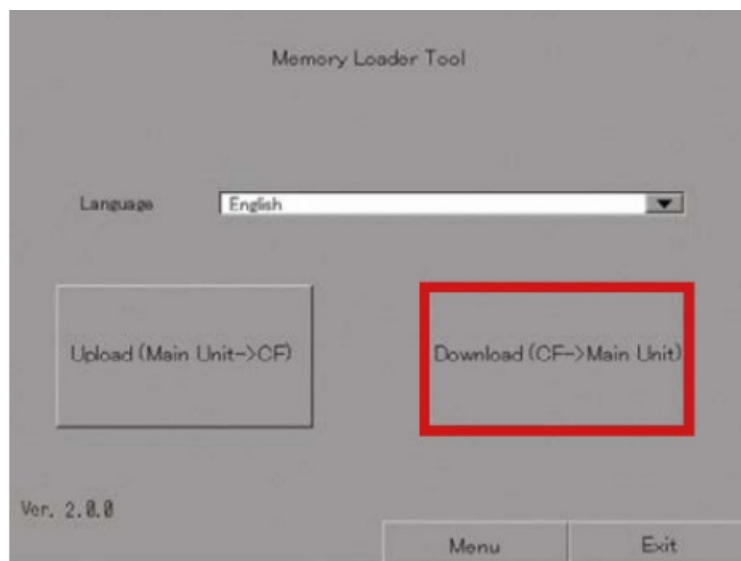 Memory Loader Tool
Language English
Upload (Main Unit->CF) Download (CF->Main Unit)
Ver. 2.0.0
Menu Exit